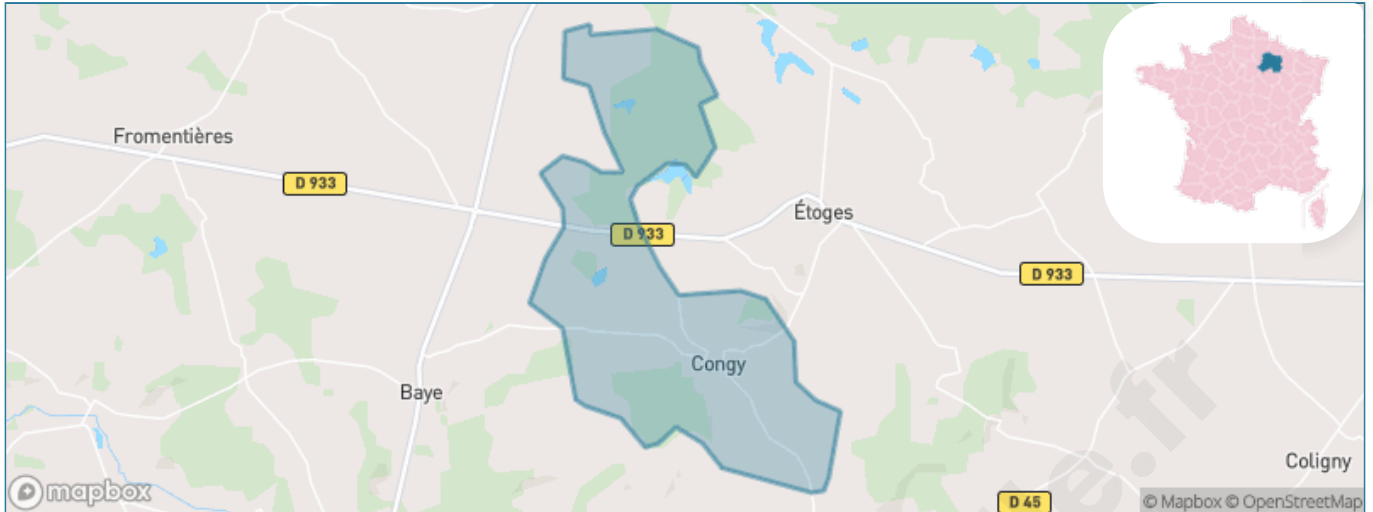 Fromentières
D 933
D 933
Étoges
D 933
Congy
Baye
Coligny
D 45
mapbox
© Mapbox © OpenStreetMap